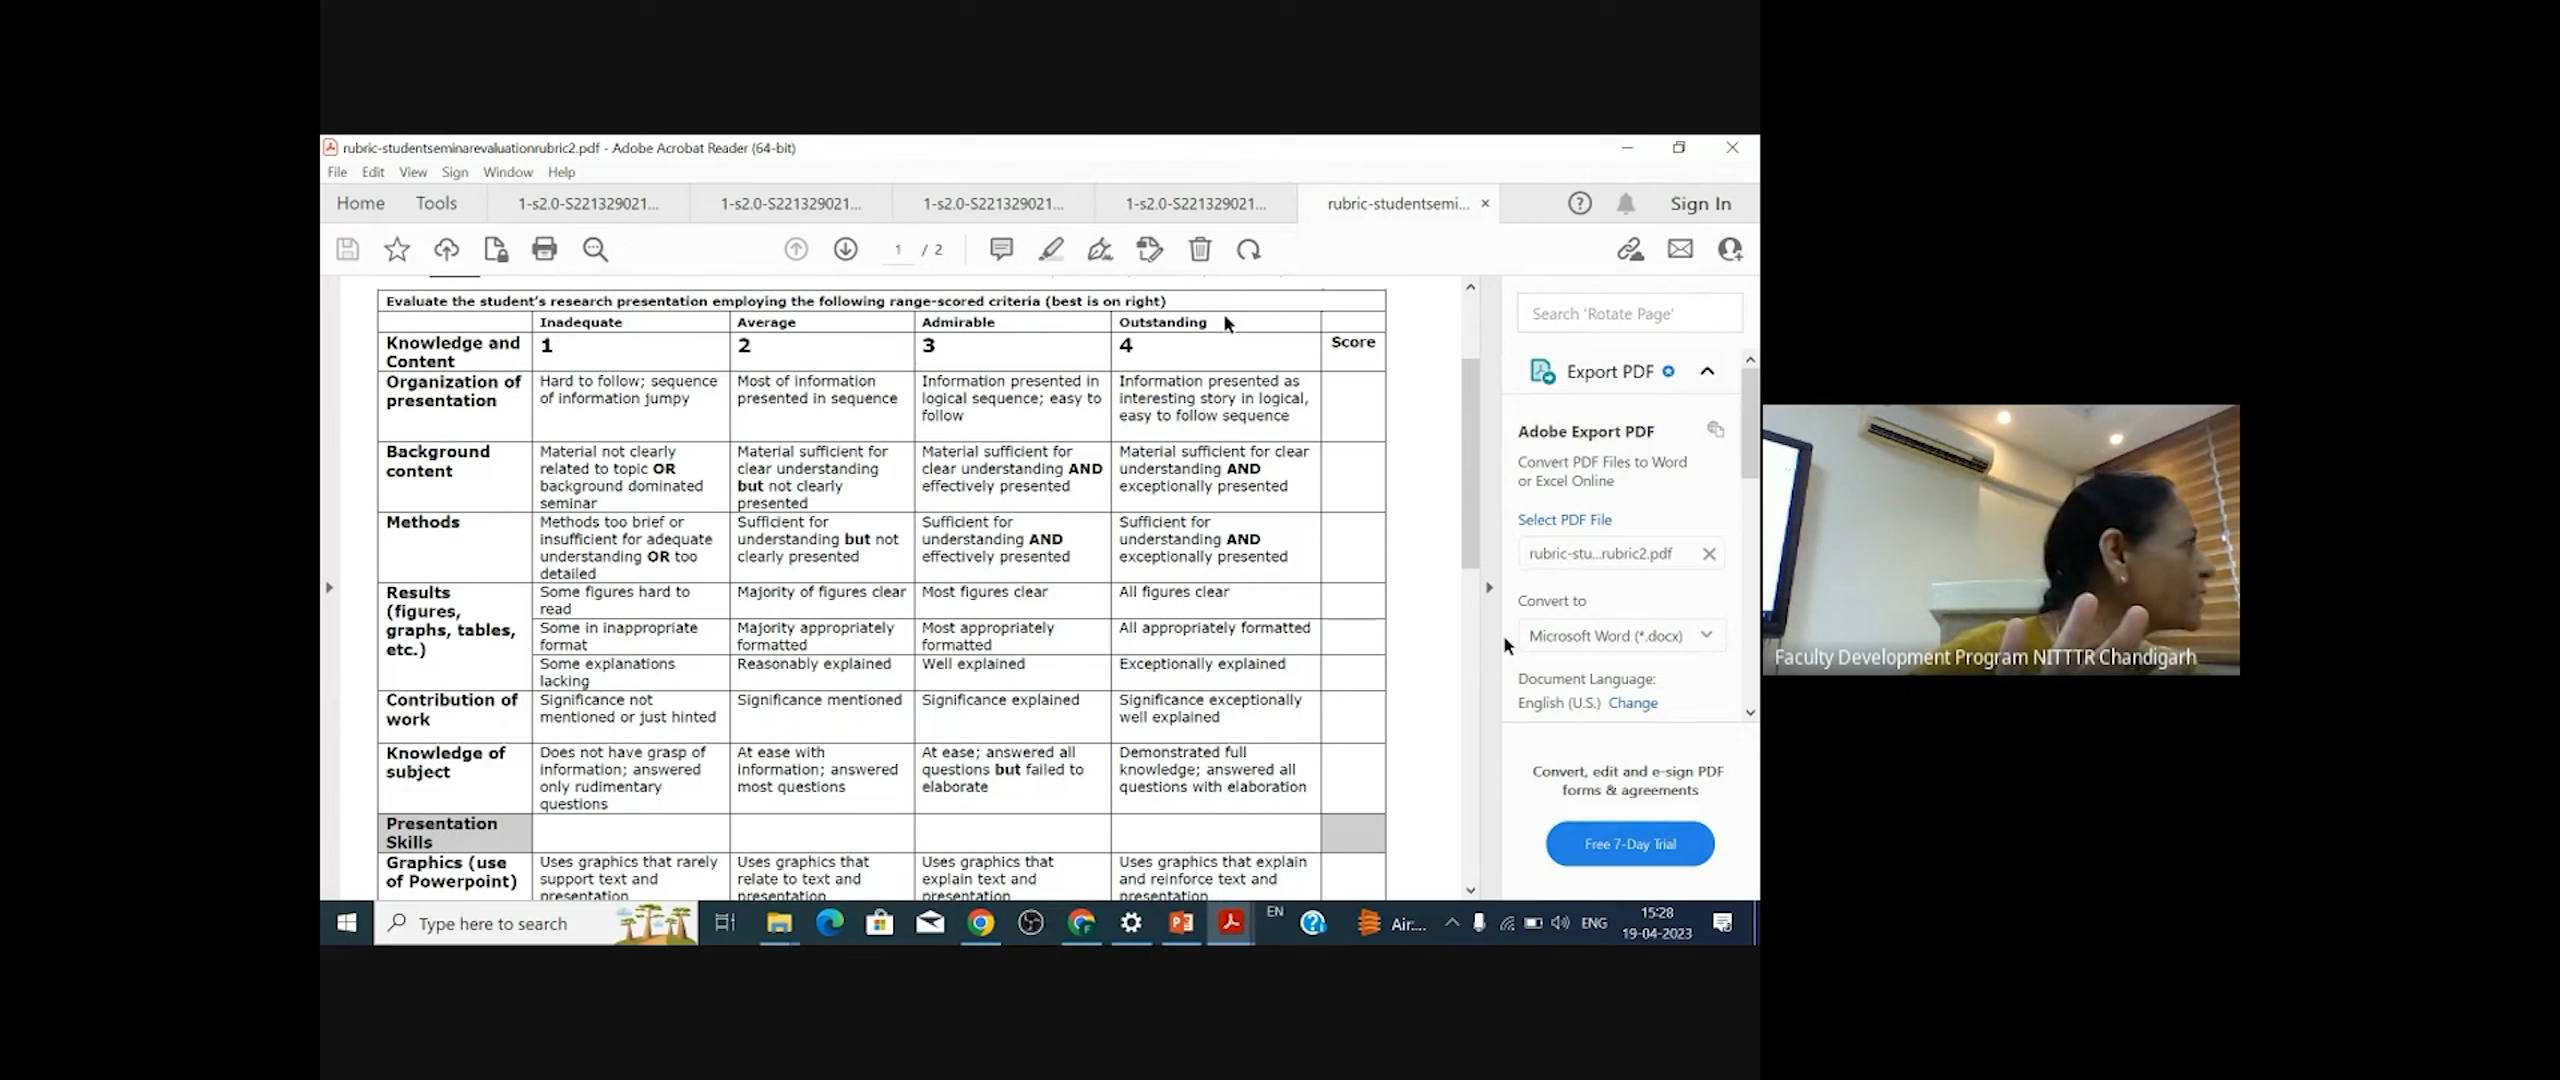 rubric-studentseminarevaluationrubric2.pdf - Adobe Acrobat Reader (64-bit)
File Edit View Sign Window Help
Home Tools 1-s2.0-S221329021... 1-s2.0-S221329021... 1-s2.0-S221329021... 1-s2.0-S221329021... rubric-studentsemi... × Sign In
1 / 2
Evaluate the student's research presentation employing the following range-scored criteria (best is on right)
Inadequate Average Admirable Outstanding
Knowledge and Content 1 2 3 4 Score
Organization of presentation
Hard to follow; sequence of information jumpy
Most of information presented in sequence
Information presented in logical sequence; easy to follow
Information presented as interesting story in logical, easy to follow sequence
Background content
Material not clearly related to topic OR background dominated seminar
Material sufficient for clear understanding but not clearly presented
Material sufficient for clear understanding AND effectively presented
Material sufficient for clear understanding AND exceptionally presented
Methods
Methods too brief or insufficient for adequate understanding OR too detailed
Sufficient for understanding but not clearly presented
Sufficient for understanding AND effectively presented
Sufficient for understanding AND exceptionally presented
Results (figures, graphs, tables, etc.)
Some figures hard to read
Majority of figures clear
Most figures clear
All figures clear
Some in inappropriate format
Majority appropriately formatted
Most appropriately formatted
All appropriately formatted
Some explanations lacking
Reasonably explained
Well explained
Exceptionally explained
Contribution of work
Significance not mentioned or just hinted
Significance mentioned
Significance explained
Significance exceptionally well explained
Knowledge of subject
Does not have grasp of information; answered only rudimentary questions
At ease with information; answered most questions
At ease; answered all questions but failed to elaborate
Demonstrated full knowledge; answered all questions with elaboration
Presentation Skills
Graphics (use of Powerpoint)
Uses graphics that rarely support text and presentation
Uses graphics that relate to text and presentation
Uses graphics that explain text and presentation
Uses graphics that explain and reinforce text and presentation
Search 'Rotate Page'
Export PDF
Adobe Export PDF
Convert PDF Files to Word
or Excel Online
Select PDF File
rubric-stu...rubric2.pdf
Convert to
Microsoft Word (*.docx)
Document Language:
English (U.S.) Change
Convert, edit and e-sign PDF
forms & agreements
Free 7-Day Trial
Faculty Development Program NITTTR Chandigarh
Type here to search
EN
Air:...
ENG
15:28
19-04-2023